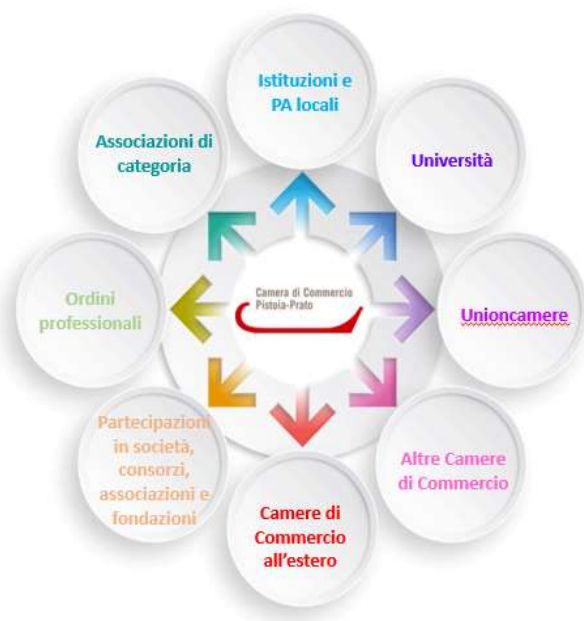 Istituzioni e
PA locali
Associazioni di
categoria
Università
Camera di Commercio
Pistoia-Prato
Ordini
professionali
Unioncamere
Partecipazioni
in società,
consorzi,
associazioni e
fondazioni
Altre Camere
di Commercio
Camere di
Commercio
all'estero